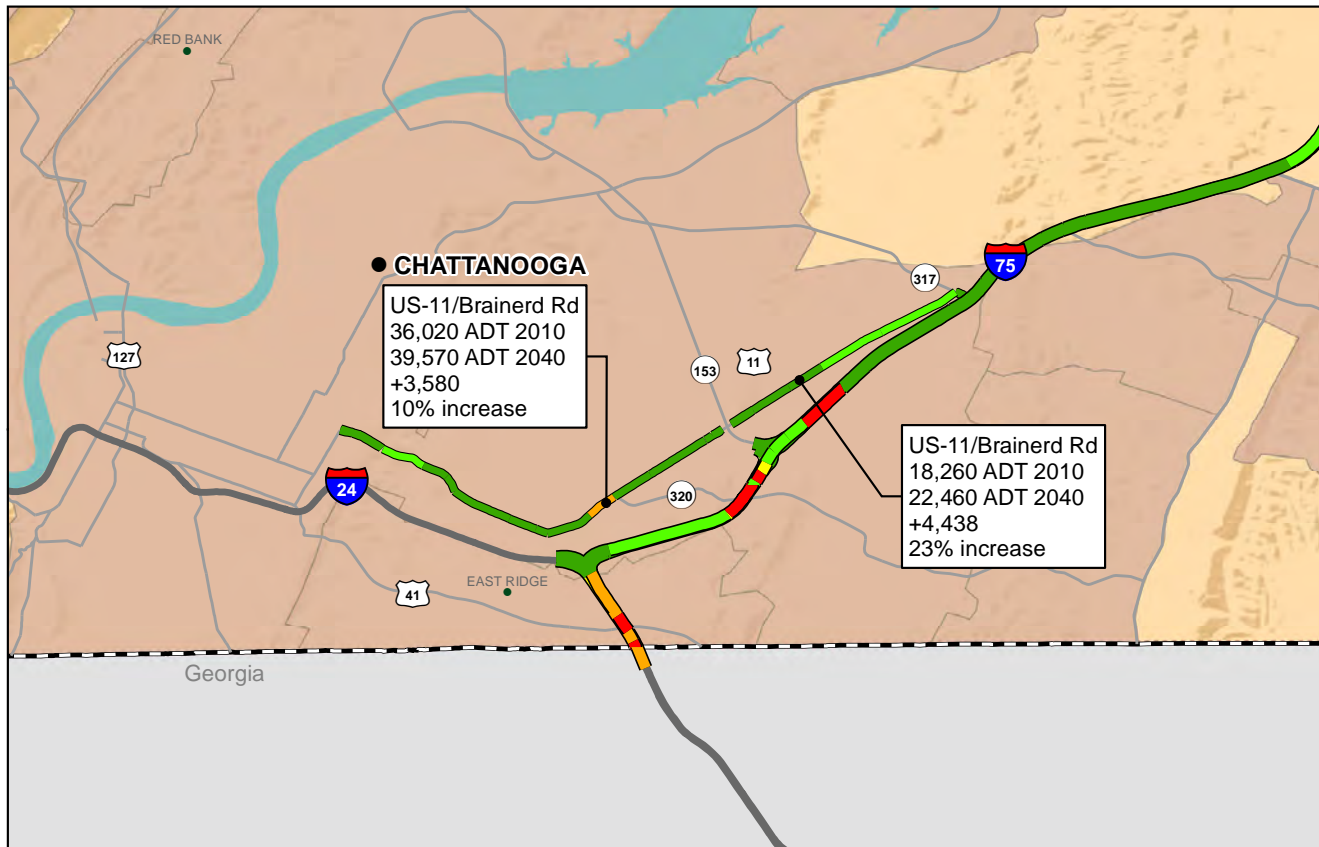 RED BANK
CHATTANOOGA
US-11/Brainerd Rd
36,020 ADT 2010
39,570 ADT 2040
+3,580
10% increase
75
317
127
153
11
US-11/Brainerd Rd
18,260 ADT 2010
22,460 ADT 2040
+4,438
23% increase
24
320
EAST RIDGE
41
Georgia